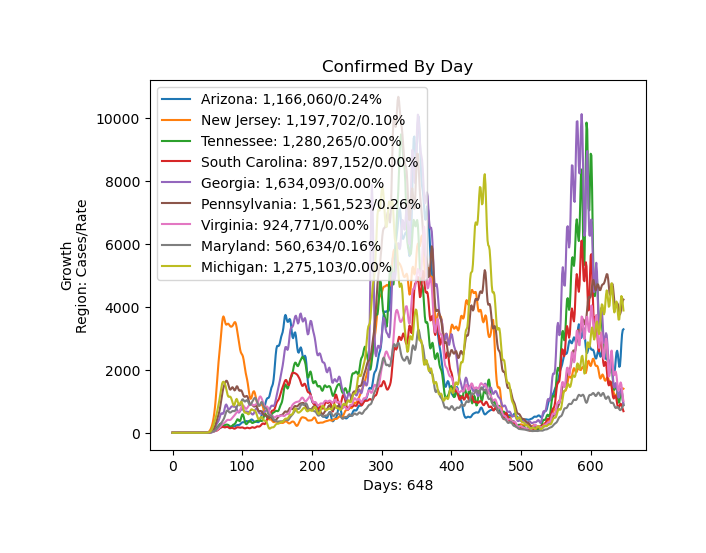 Confirmed By Day
Arizona: 1,166,060/0.24%
New Jersey: 1,197,702/0.10%
Tennessee: 1,280,265/0.00%
South Carolina: 897,152/0.00%
Georgia: 1,634,093/0.00%
Pennsylvania: 1,561,523/0.26%
Virginia: 924,771/0.00%
Maryland: 560,634/0.16%
Michigan: 1,275,103/0.00%
Growth
Region: Cases/Rate
10000
8000
6000
4000
2000
0
0 100 200 300 400 500 600
Days: 648